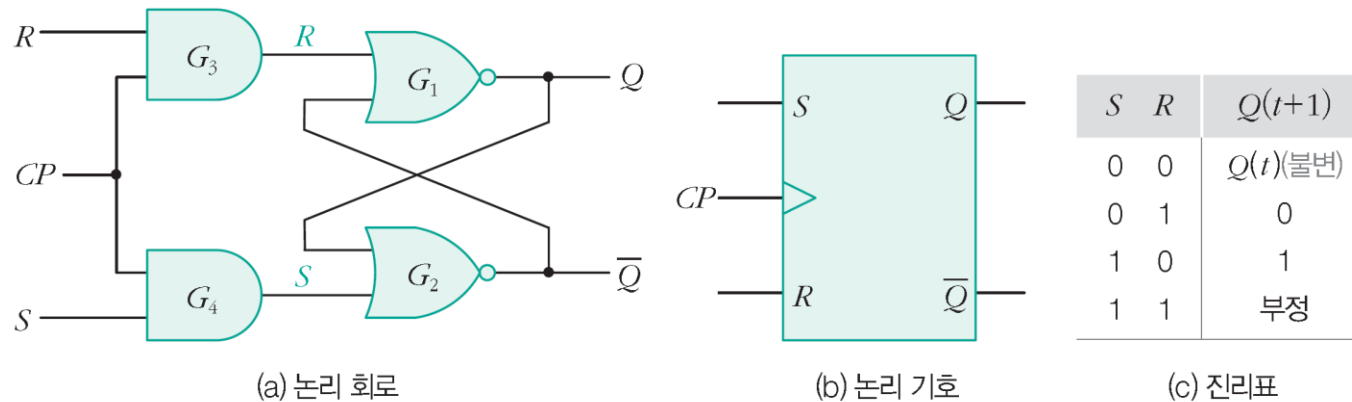 R
G₃
R
G₁
Q
CP
G₄
S
S
G₂
Q̅
(a) 논리 회로
S
Q
CP
R
Q̅
(b) 논리 기호
S R Q(t+1)
0 0 Q(t)(불변)
0 1 0
1 0 1
1 1 부정
(c) 진리표